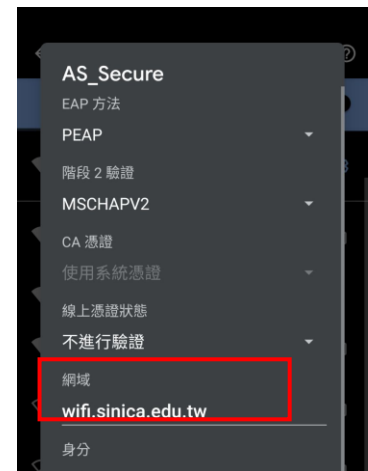 AS_Secure
EAP 方法
PEAP
階段 2 驗證
MSCHAPV2
CA 憑證
使用系統憑證
線上憑證狀態
不進行驗證
網域
wifi.sinica.edu.tw
身分